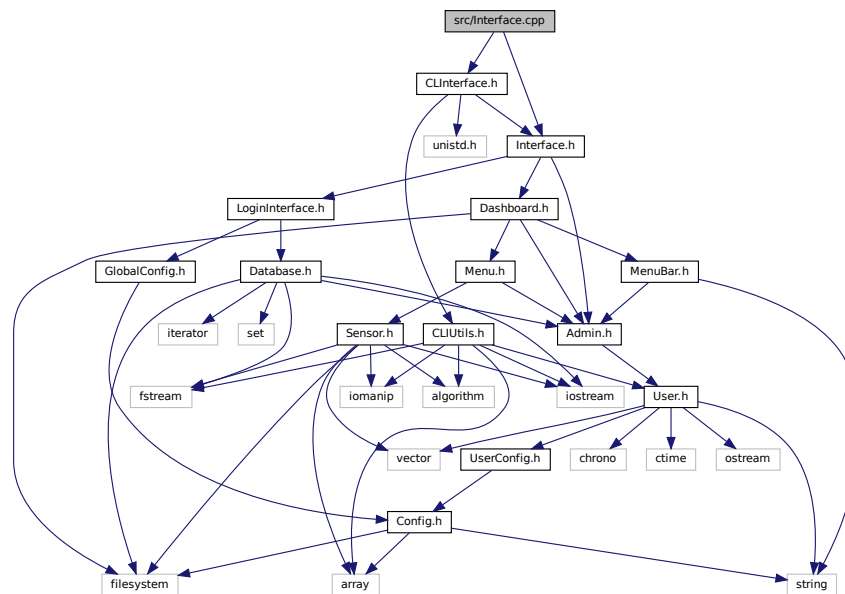 src/Interface.cpp
CLInterface.h
unistd.h
Interface.h
LoginInterface.h
Dashboard.h
GlobalConfig.h
Database.h
Menu.h
MenuBar.h
iterator
set
Sensor.h
CLIUtils.h
Admin.h
fstream
iomanip
algorithm
iostream
User.h
vector
UserConfig.h
chrono
ctime
ostream
Config.h
filesystem
array
string